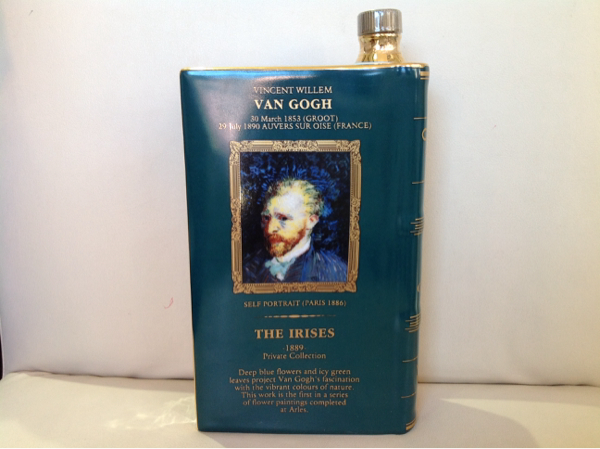 VINCENT WILLEM
VAN GOGH
30 March 1853 (GROOT)
29 July 1890 AUVERS SUR OISE (FRANCE)
SELF PORTRAIT (PARIS 1886)
THE IRISES
-1889-
Private Collection
Deep blue flowers and icy green
leaves project Van Gogh's fascination
with the vibrant colours of nature.
This work is the first in a series
of flower paintings completed
at Arles.